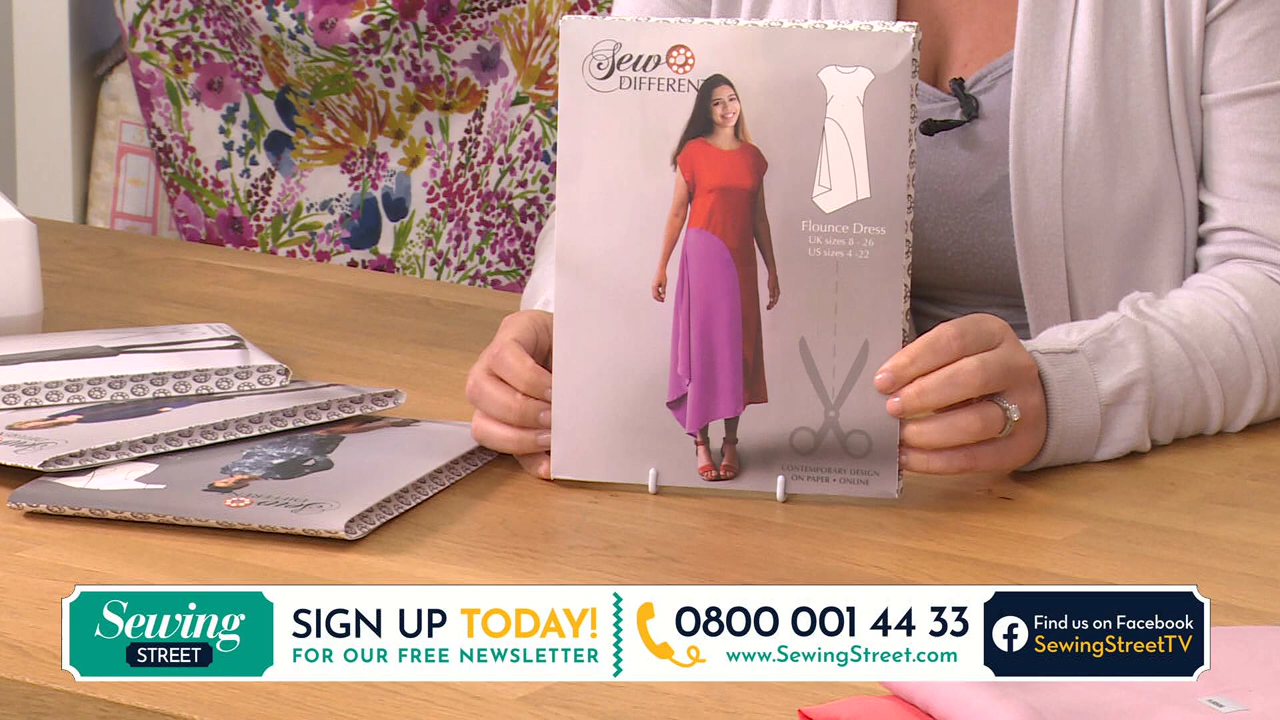 Sew
DIFFERENT
Flounce Dress
UK sizes 8 - 26
US sizes 4 -22
CONTEMPORARY DESIGN
ON PAPER • ONLINE
Sew
DIFFERENT
Sewing
STREET
SIGN UP TODAY!
FOR OUR FREE NEWSLETTER
0800 001 44 33
www.SewingStreet.com
Find us on Facebook
SewingStreetTV